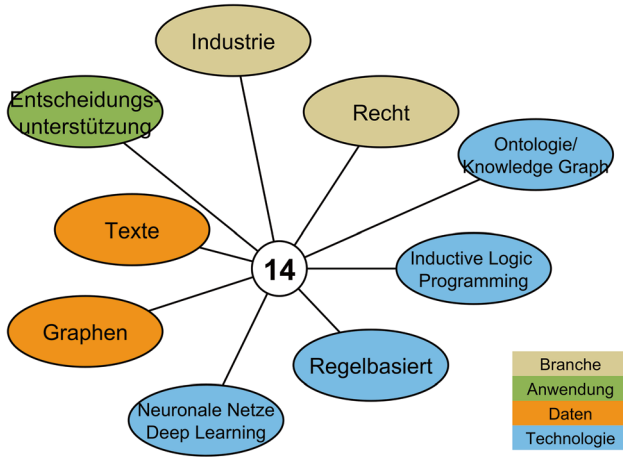 Industrie
Entscheidungs-
unterstützung
Recht
Ontologie/
Knowledge Graph
Texte
14
Inductive Logic
Programming
Graphen
Regelbasiert
Neuronale Netze
Deep Learning
Branche
Anwendung
Daten
Technologie